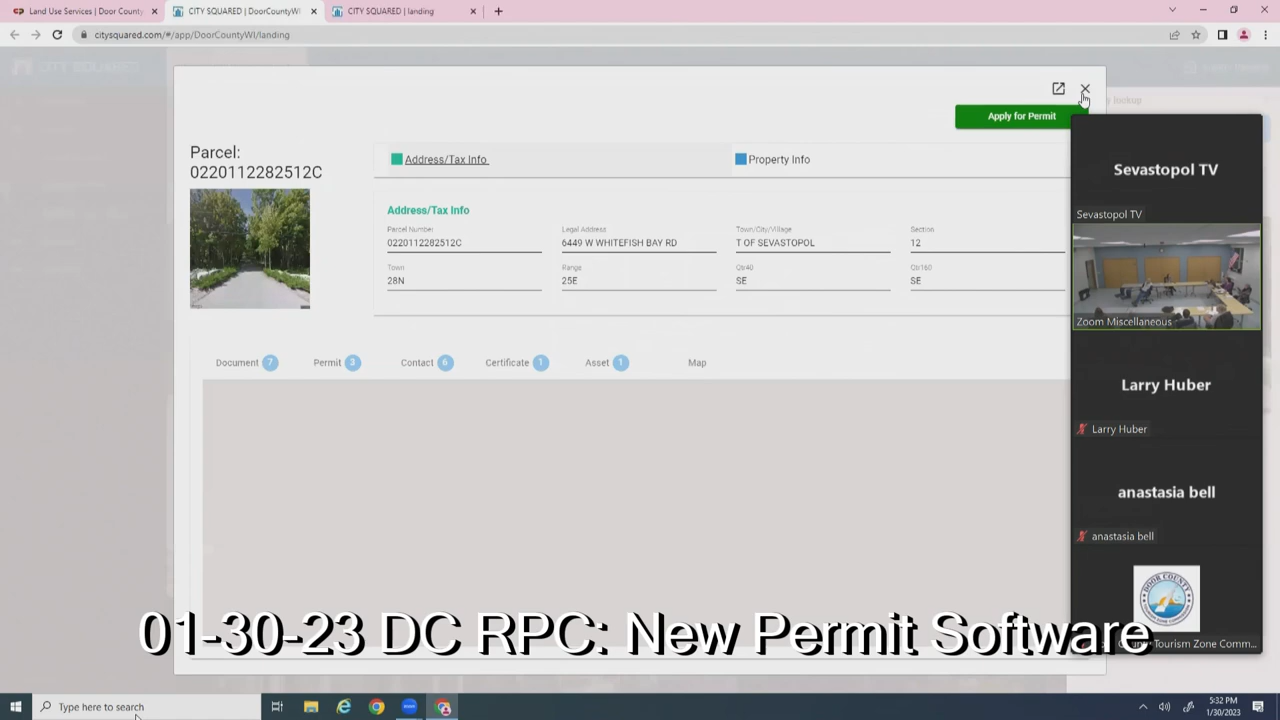 Land Use Services | Door County
CITY SQUARED | DoorCountyWI
CITY SQUARED | landing
citysquared.com/#/app/DoorCountyWI/landing
CITY SQUARED
lookup
Apply for Permit
Parcel:
0220112282512C
Address/Tax Info
Property Info
Address/Tax Info
Parcel Number
Legal Address
Town/City/Village
Section
0220112282512C
6449 W WHITEFISH BAY RD
T OF SEVASTOPOL
12
Town
Range
Qtr40
Qtr160
28N
25E
SE
SE
Document 7
Permit 3
Contact 6
Certificate 1
Asset 1
Map
Sevastopol TV
Sevastopol TV
Zoom Miscellaneous
Larry Huber
Larry Huber
anastasia bell
anastasia bell
DOOR COUNTY
Tourism Zone Comm...
01-30-23 DC RPC: New Permit Software
Type here to search
5:32 PM
1/30/2023